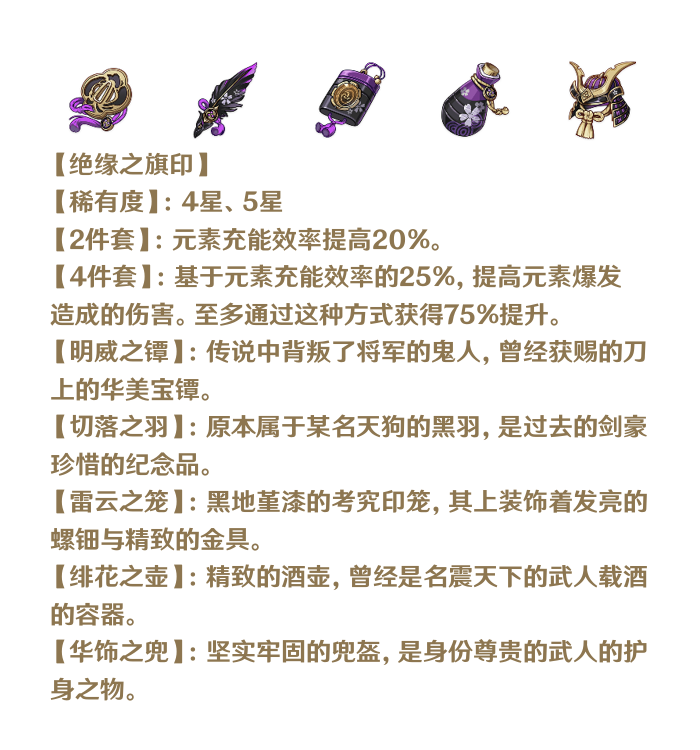 【绝缘之旗印】
【稀有度】：4星、5星
【2件套】：元素充能效率提高20%。
【4件套】：基于元素充能效率的25%，提高元素爆发
造成的伤害。至多通过这种方式获得75%提升。
【明威之镡】：传说中背叛了将军的鬼人，曾经获赐的刀
上的华美宝镡。
【切落之羽】：原本属于某名天狗的黑羽，是过去的剑豪
珍惜的纪念品。
【雷云之笼】：黑地堇漆的考究印笼，其上装饰着发亮的
螺钿与精致的金具。
【绯花之壶】：精致的酒壶，曾经是名震天下的武人载酒
的容器。
【华饰之兜】：坚实牢固的兜盔，是身份尊贵的武人的护
身之物。